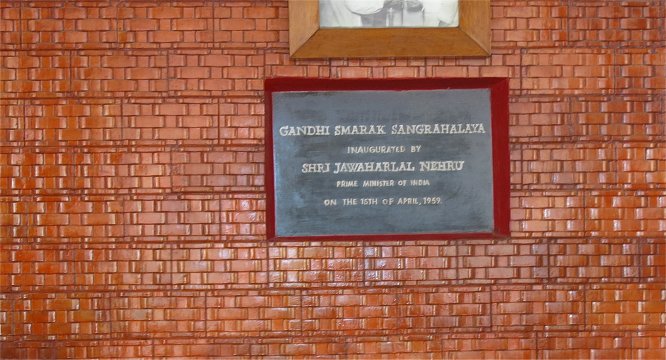 GANDHI SMARAK SANGRAHALAYA
INAUGURATED BY
SHRI JAWAHARLAL NEHRU
PRIME MINISTER OF INDIA
ON THE 15TH OF APRIL, 1959.